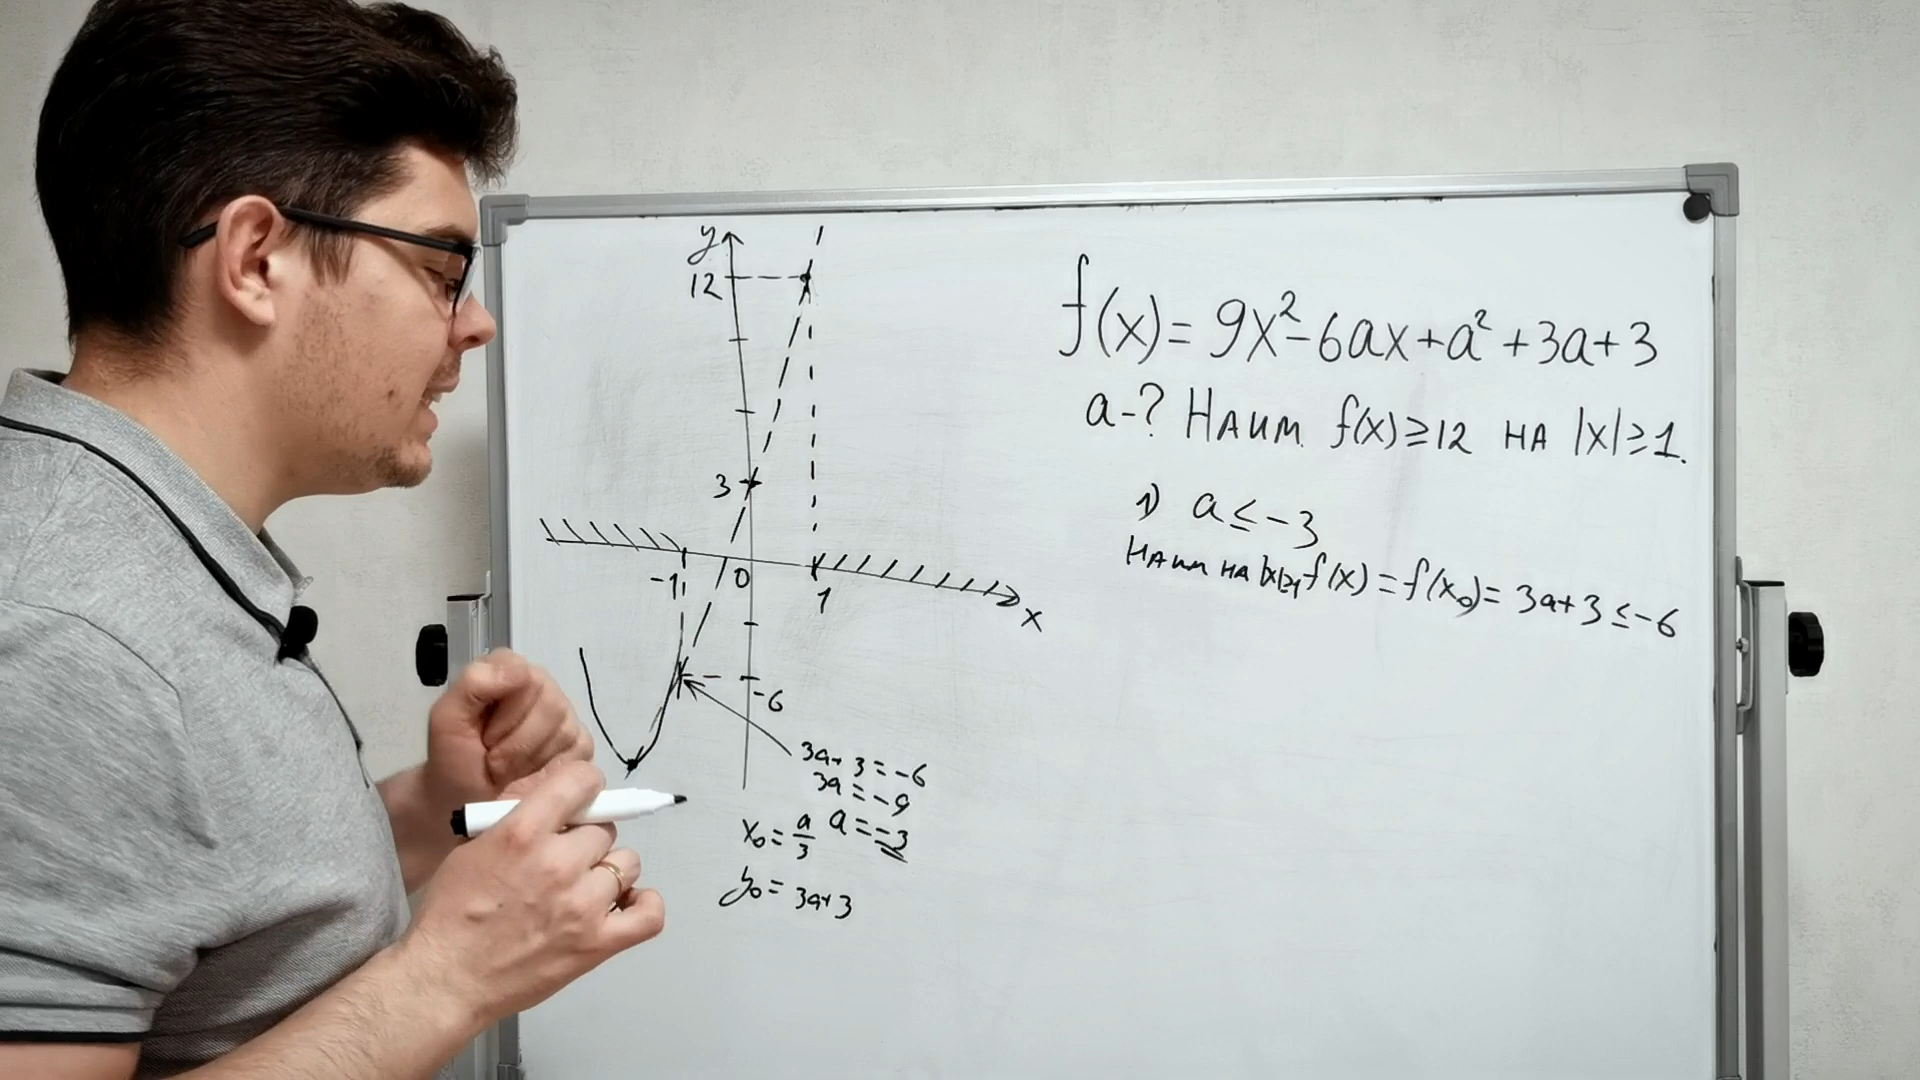 y
12
3
-1
0
1
x
-6
3a+3=-6
3a=-9
a=-3
x₀=a/3
y₀=3a+3
f(x)=9x²-6ax+a²+3a+3
a-? Наим f(x)≥12 на |x|≥1.
1) a≤-3
Наим на |x|≥1 f(x)=f(x₀)=3a+3≤-6